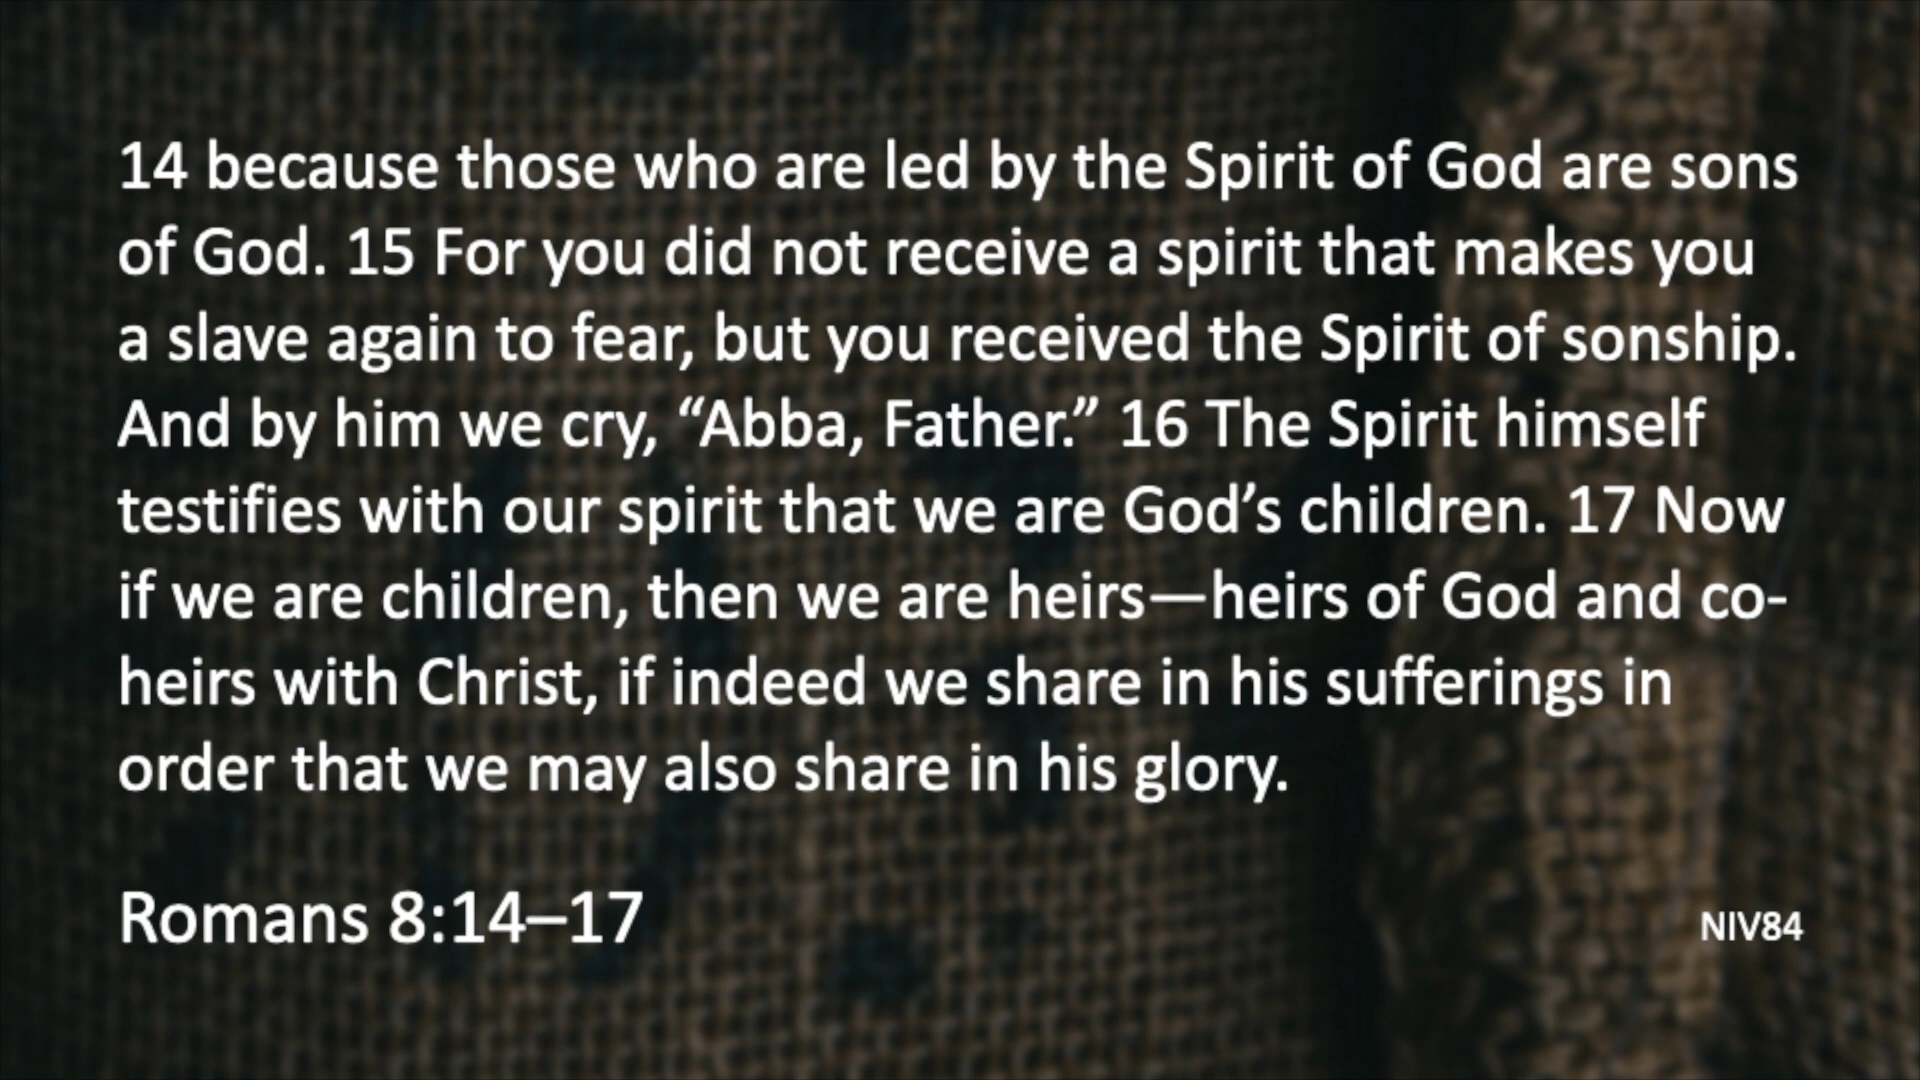 14 because those who are led by the Spirit of God are sons
of God. 15 For you did not receive a spirit that makes you
a slave again to fear, but you received the Spirit of sonship.
And by him we cry, “Abba, Father.” 16 The Spirit himself
testifies with our spirit that we are God’s children. 17 Now
if we are children, then we are heirs—heirs of God and co-
heirs with Christ, if indeed we share in his sufferings in
order that we may also share in his glory.
Romans 8:14–17
NIV84